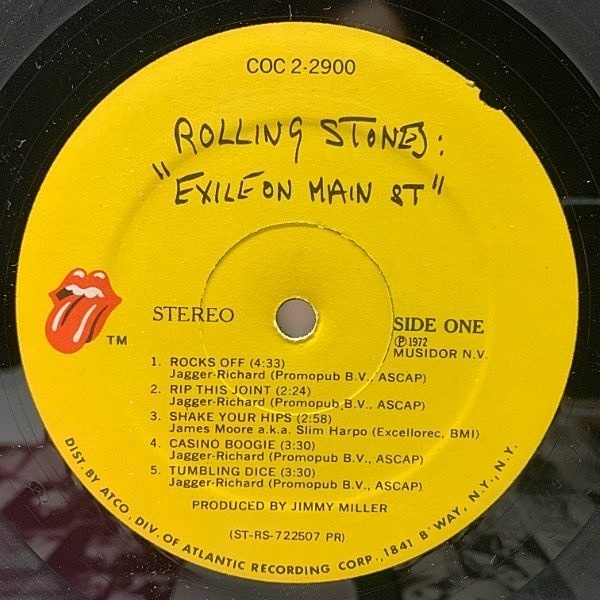 COC 2-2900
ROLLING STONES:
"EXILE ON MAIN ST"
STEREO
SIDE ONE
Ⓟ1972
MUSIDOR N.V.
TM
1. ROCKS OFF (4:33)
Jagger-Richard (Promopub B.V., ASCAP)
2. RIP THIS JOINT (2:24)
Jagger-Richard (Promopub B.V., ASCAP)
3. SHAKE YOUR HIPS (2:58)
James Moore a.k.a. Slim Harpo (Excellorec, BMI)
4. CASINO BOOGIE (3:30)
Jagger-Richard (Promopub B.V., ASCAP)
5. TUMBLING DICE (3:30)
Jagger-Richard (Promopub B.V., ASCAP)
PRODUCED BY JIMMY MILLER
(ST-RS-722507 PR)
DIST. BY ATCO, DIV. OF ATLANTIC RECORDING CORP., 1841 B'WAY, N.Y., N.Y.